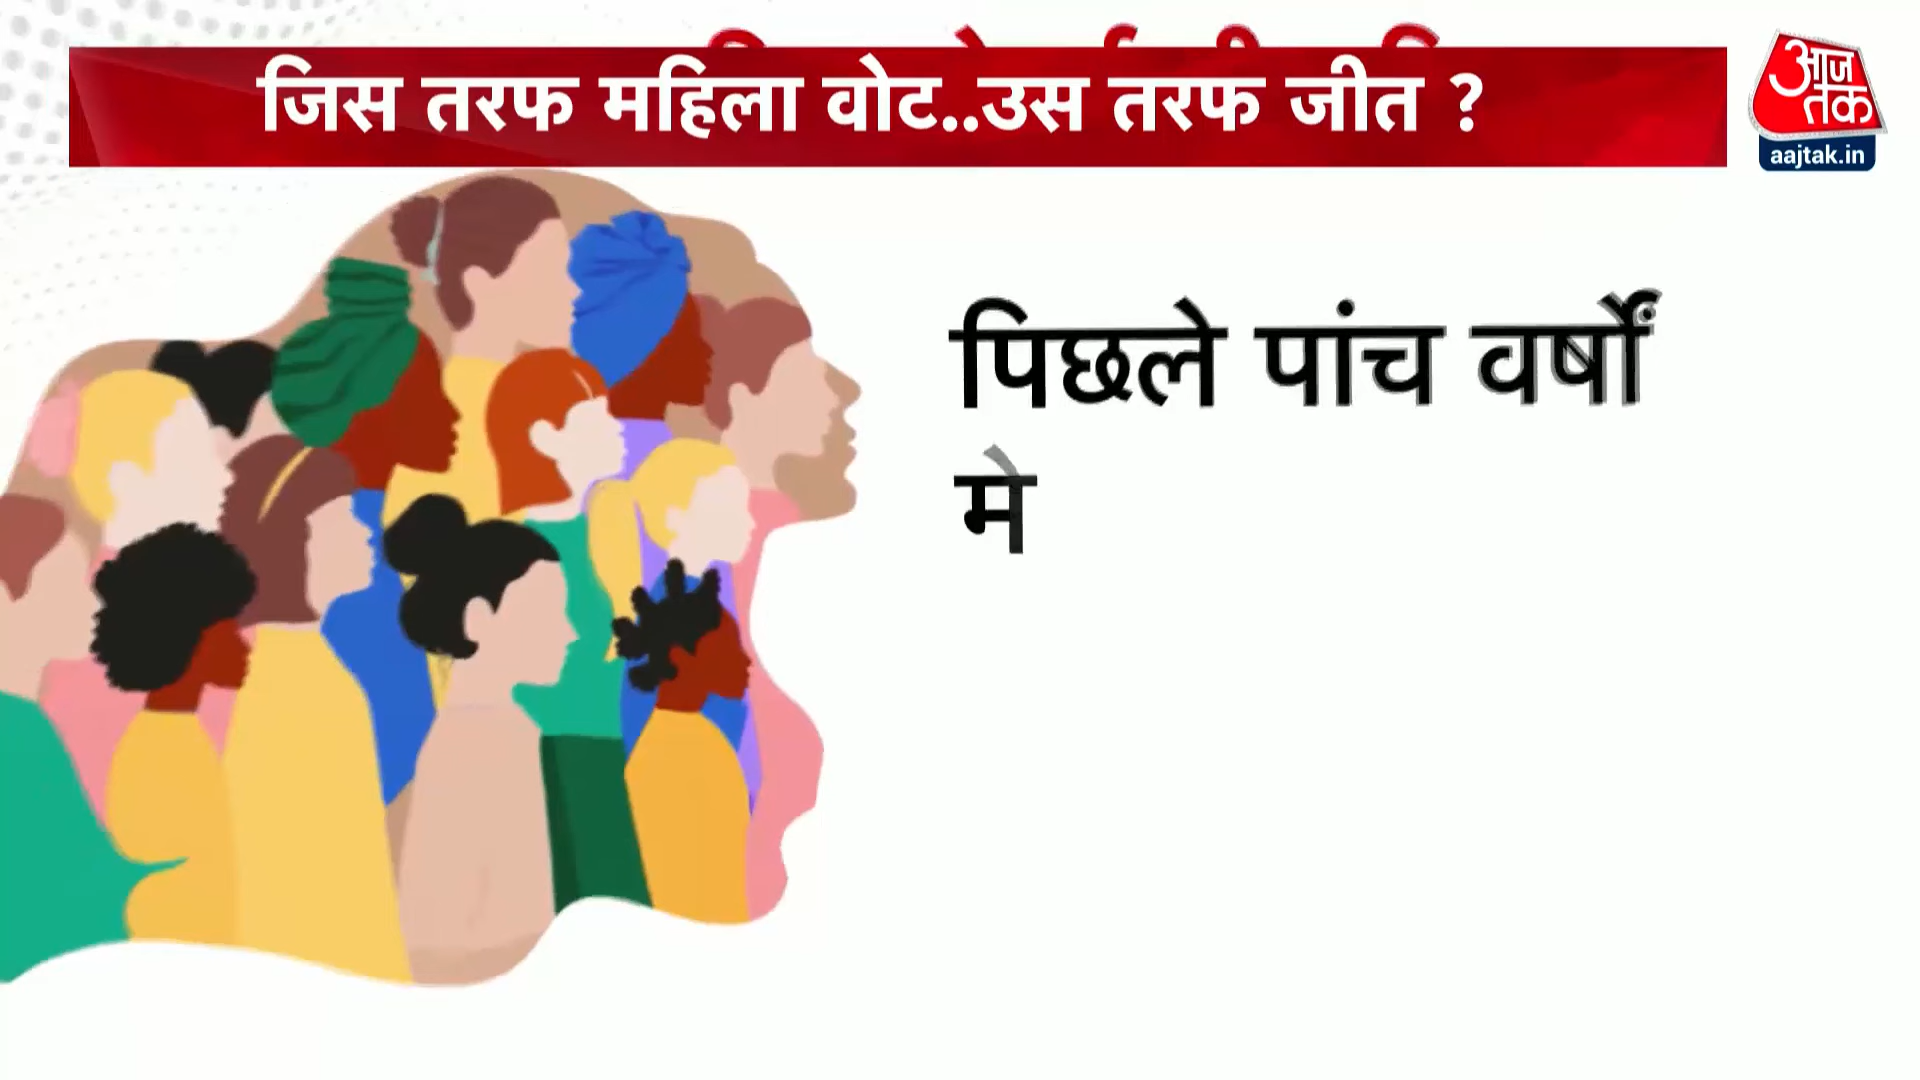 जिस तरफ महिला वोट..उस तरफ जीत ?
आज
तक
aajtak.in
पिछले पांच वर्षों
मे